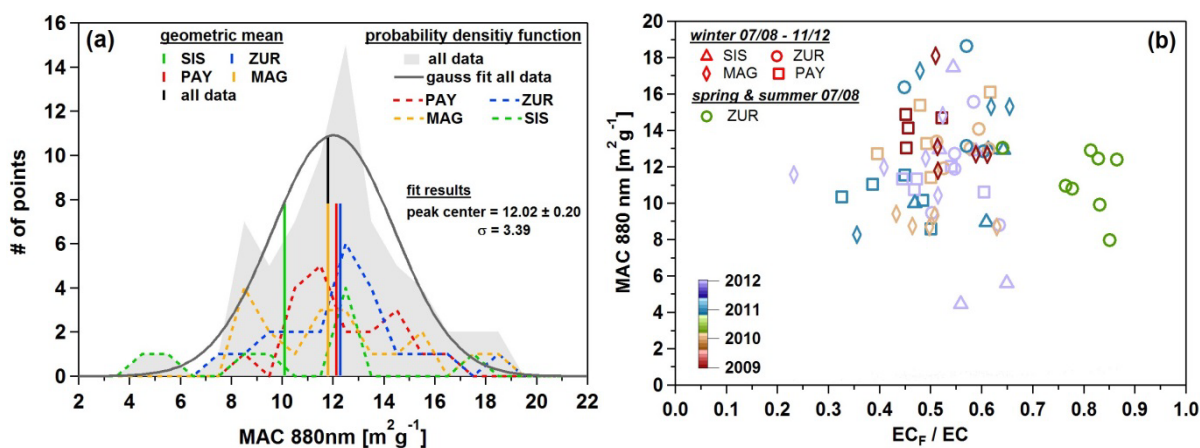 (a)
geometric mean
SIS ZUR
PAY MAG
all data
probability densitiy function
all data
gauss fit all data
PAY ZUR
MAG SIS
fit results
peak center = 12.02 ± 0.20
σ = 3.39
# of points
16
14
12
10
8
6
4
2
0
2 4 6 8 10 12 14 16 18 20 22
MAC 880nm [m²g⁻¹]
(b)
winter 07/08 - 11/12
SIS ZUR
MAG PAY
spring & summer 07/08
ZUR
2012
2011
2010
2009
MAC 880 nm [m²g⁻¹]
20
18
16
14
12
10
8
6
4
2
0
0.0 0.1 0.2 0.3 0.4 0.5 0.6 0.7 0.8 0.9 1.0
EC_F / EC